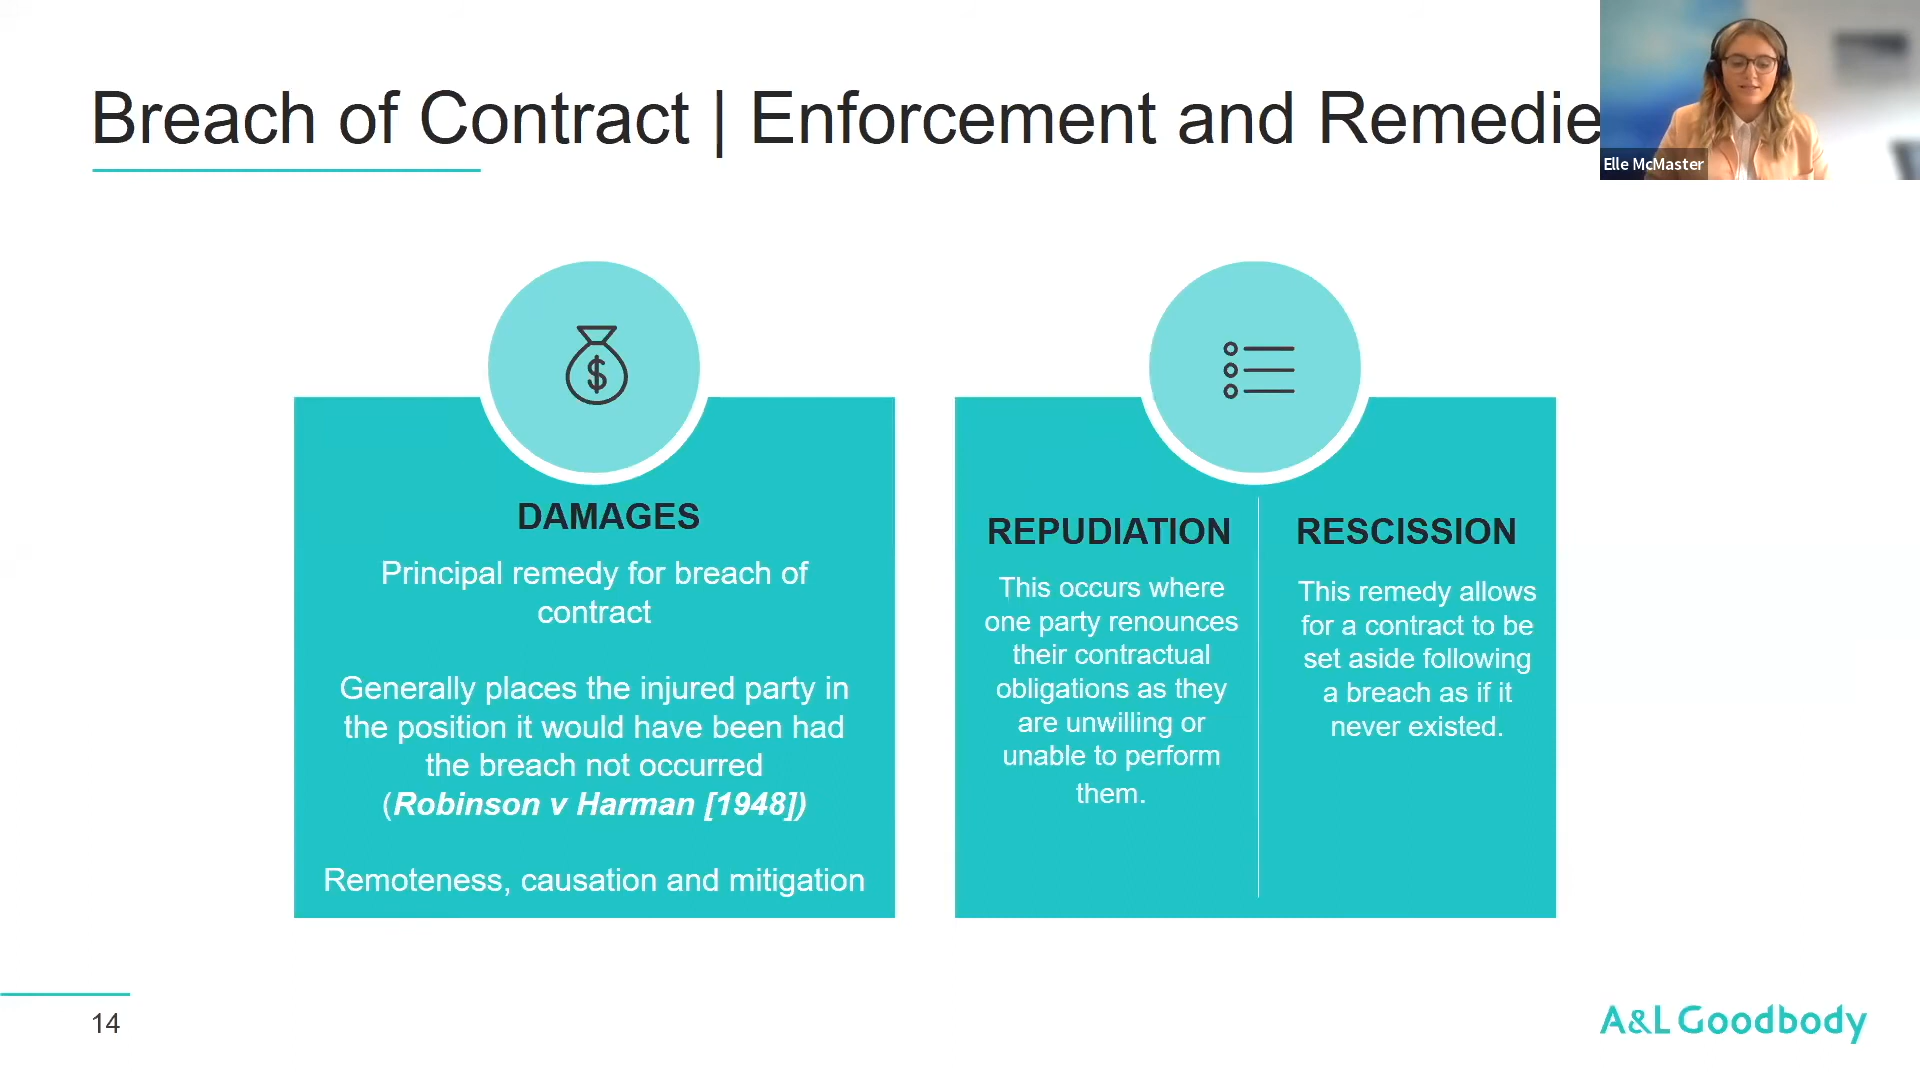 Breach of Contract | Enforcement and Remedie
Elle McMaster
$
DAMAGES
Principal remedy for breach of
contract
Generally places the injured party in
the position it would have been had
the breach not occurred
(Robinson v Harman [1948])
Remoteness, causation and mitigation
REPUDIATION
This occurs where
one party renounces
their contractual
obligations as they
are unwilling or
unable to perform
them.
RESCISSION
This remedy allows
for a contract to be
set aside following
a breach as if it
never existed.
14
A&L Goodbody